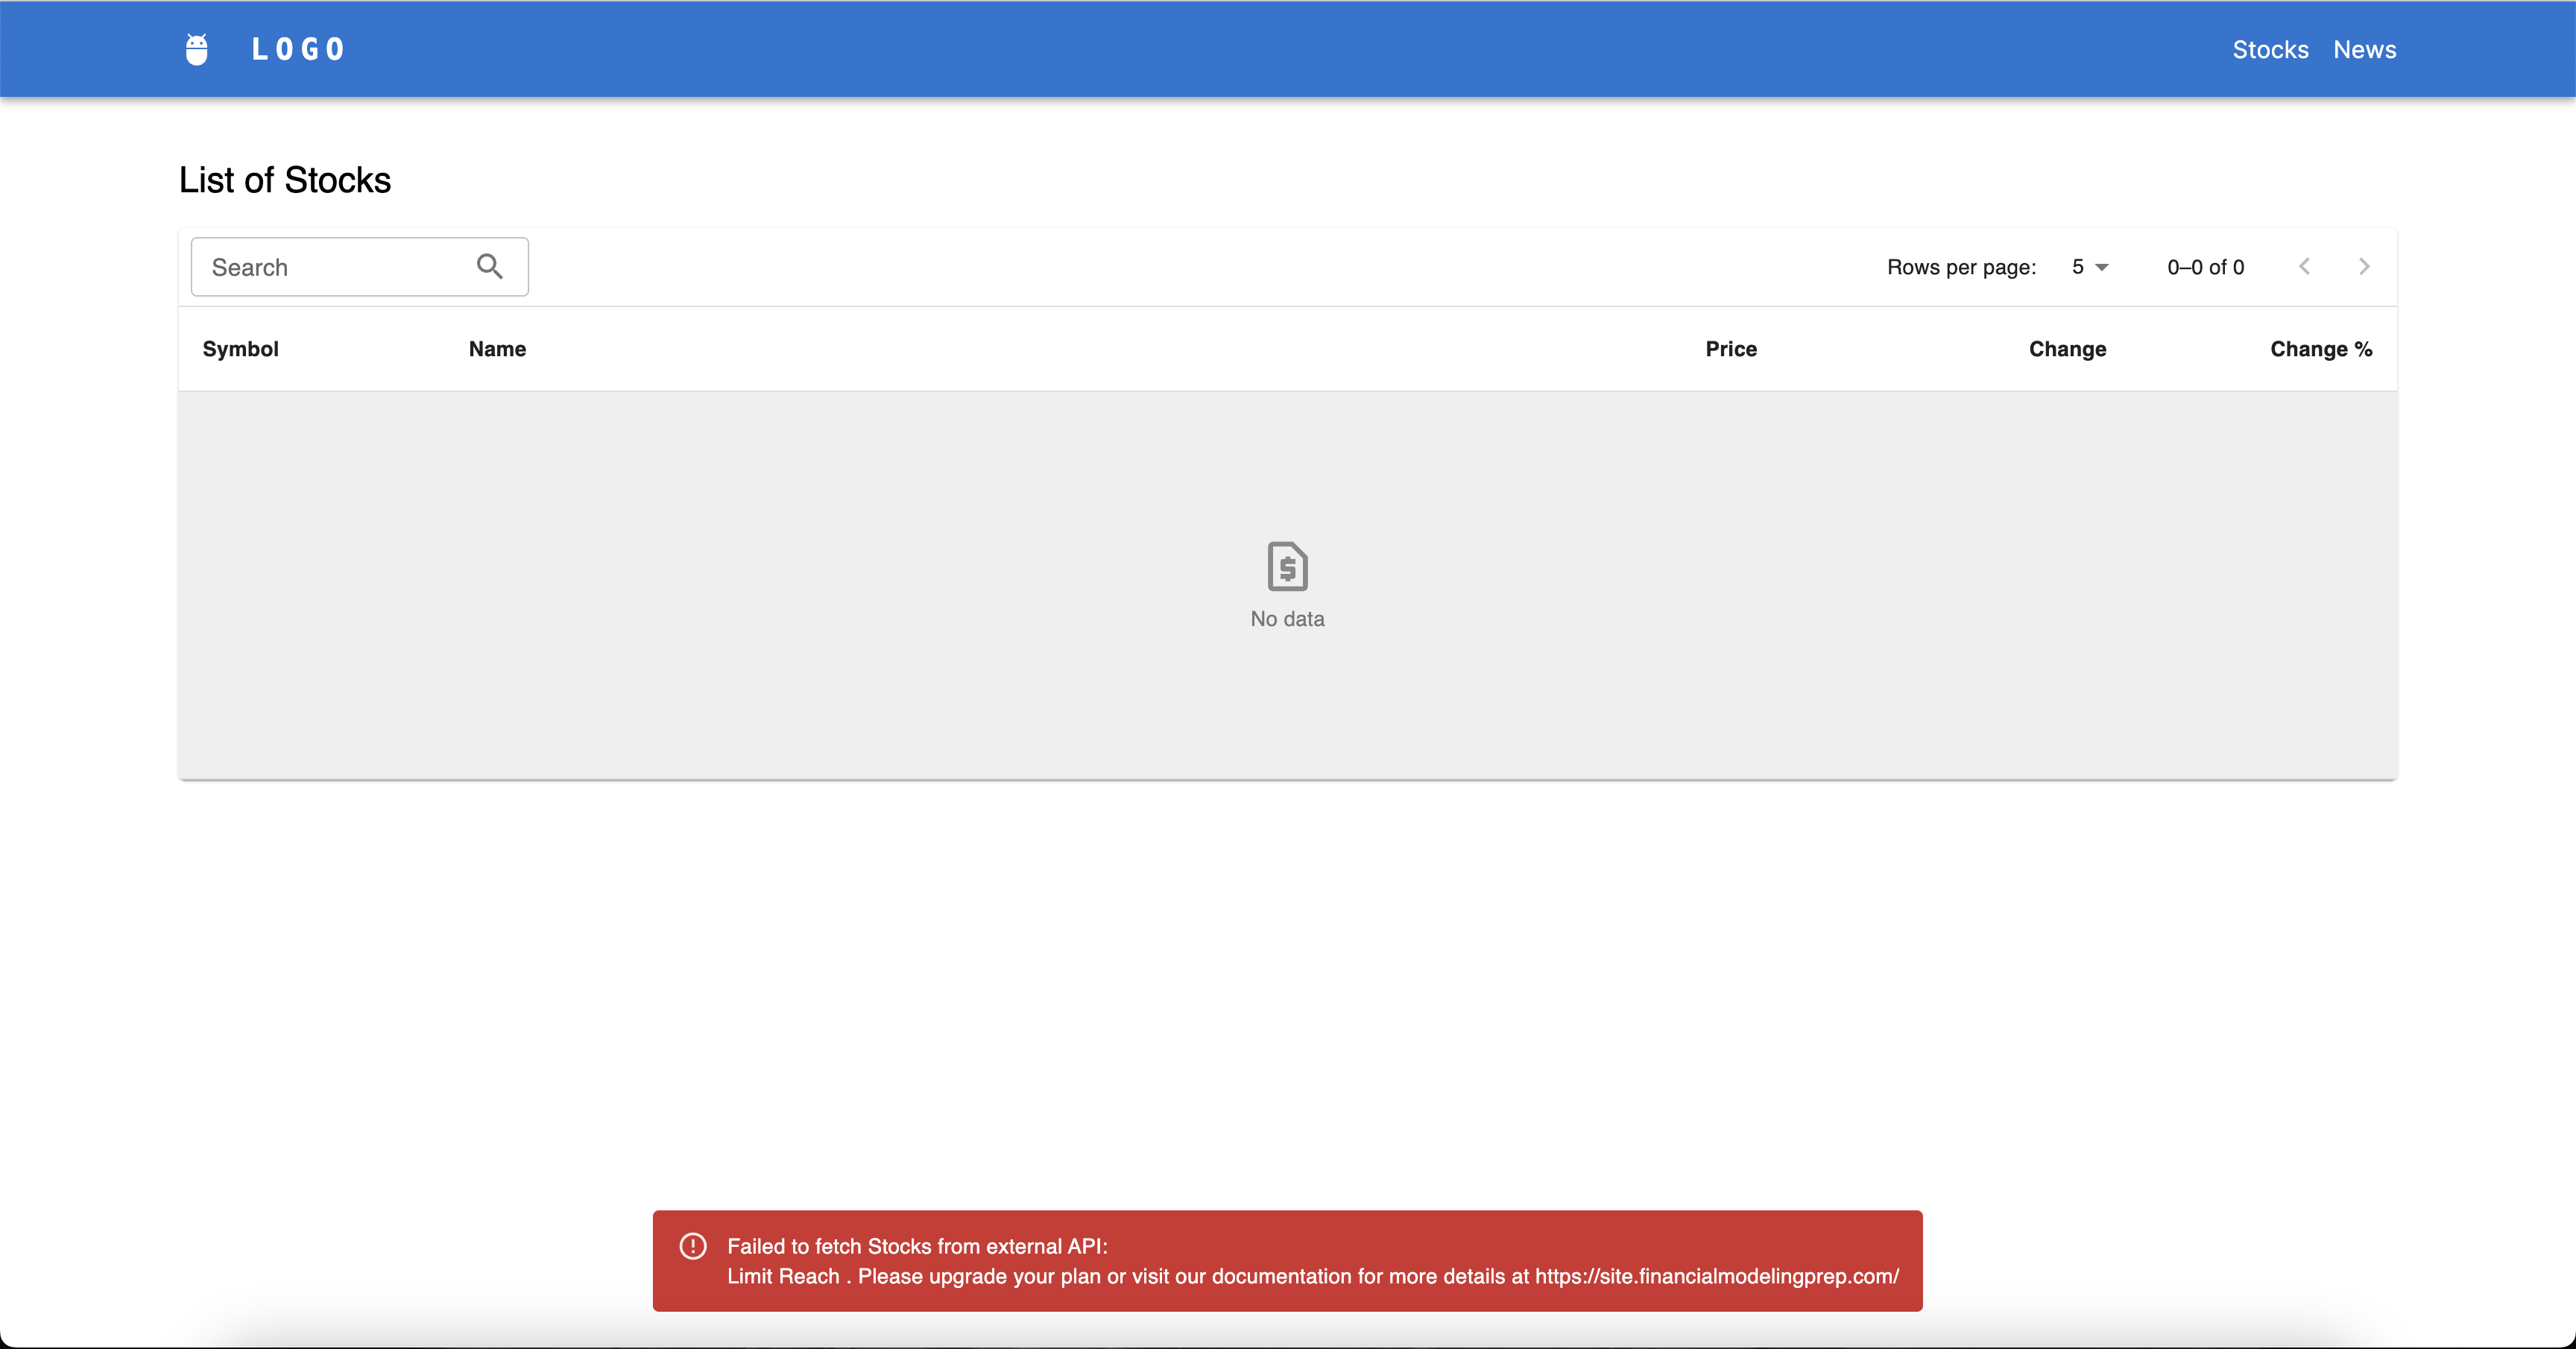 LOGO
Stocks News
List of Stocks
Search
Rows per page: 5 0–0 of 0
Symbol Name Price Change Change %
$
No data
Failed to fetch Stocks from external API:
Limit Reach . Please upgrade your plan or visit our documentation for more details at https://site.financialmodelingprep.com/